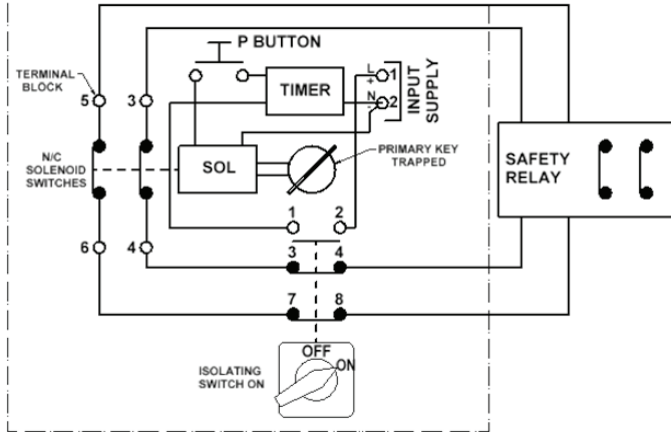 P BUTTON
TERMINAL
BLOCK
5
3
TIMER
L
+
1
N
-
2
INPUT
SUPPLY
N/C
SOLENOID
SWITCHES
SOL
PRIMARY KEY
TRAPPED
SAFETY
RELAY
1
2
6
4
3
4
7
8
OFF
ON
ISOLATING
SWITCH ON